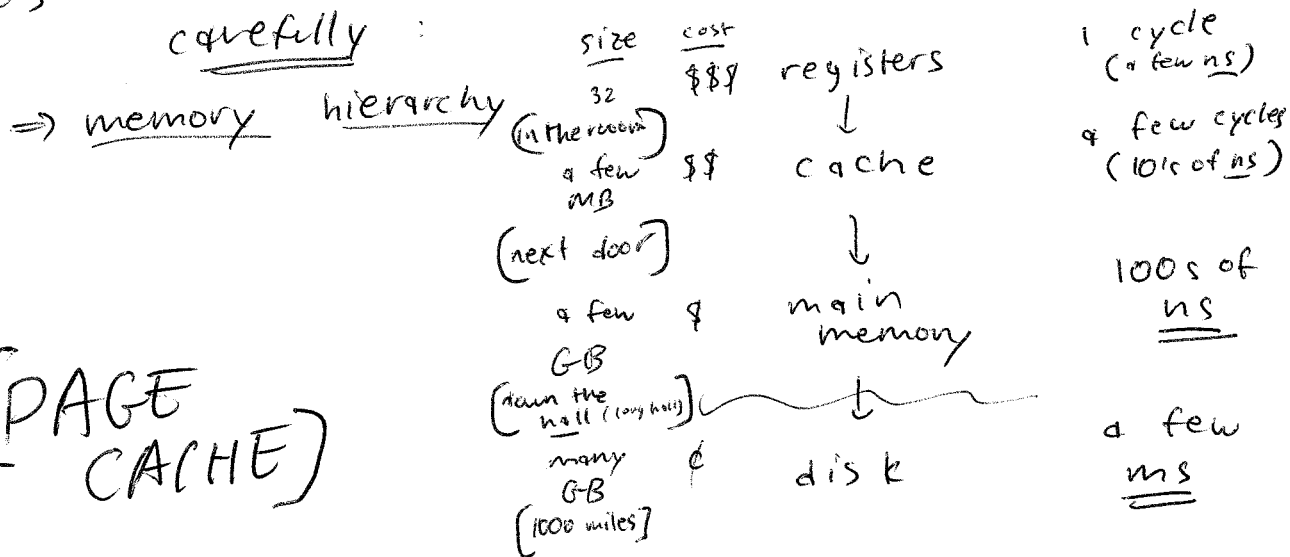 carefully :
⇒ memory hierarchy
size cost
32 $$$ registers 1 cycle
(a few ns)
[in the room]
↓
a few $$ cache a few cycles
MB (10's of ns)
[next door]
↓
a few $ main 100s of
GB memory ns
[down the
hall (long hall)]
↓
many ¢ disk a few
GB ms
[1000 miles]
[PAGE
CACHE]